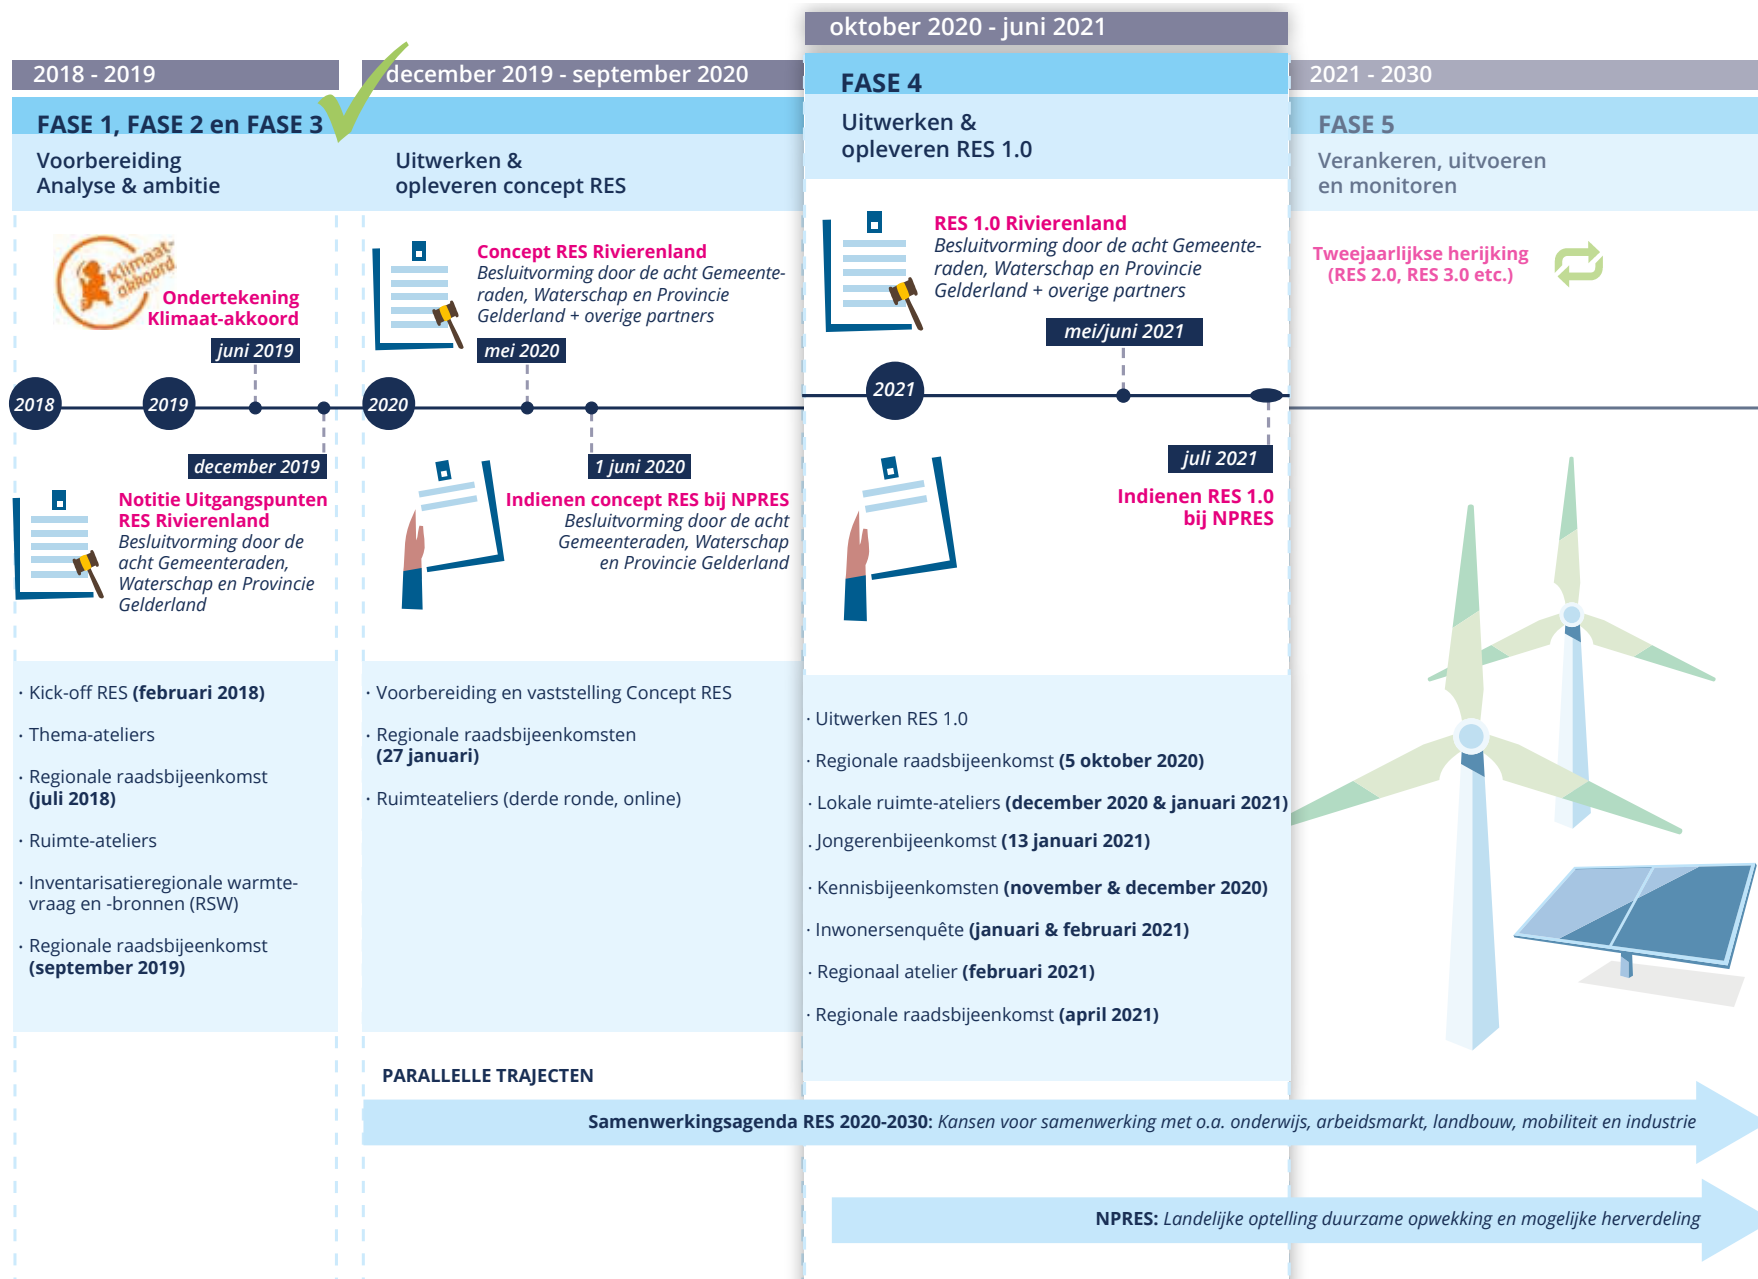 2018 - 2019
FASE 1, FASE 2 en FASE 3
Voorbereiding
Analyse & ambitie
Klimaat-
akkoord
Ondertekening
Klimaat-akkoord
juni 2019
2018
2019
december 2019
Notitie Uitgangspunten
RES Rivierenland
Besluitvorming door de
acht Gemeenteraden,
Waterschap en Provincie
Gelderland
· Kick-off RES (februari 2018)
· Thema-ateliers
· Regionale raadsbijeenkomst
(juli 2018)
· Ruimte-ateliers
· Inventarisatieregionale warmte-
vraag en -bronnen (RSW)
· Regionale raadsbijeenkomst
(september 2019)
december 2019 - september 2020
Uitwerken &
opleveren concept RES
Concept RES Rivierenland
Besluitvorming door de acht Gemeente-
raden, Waterschap en Provincie
Gelderland + overige partners
mei 2020
2020
1 juni 2020
Indienen concept RES bij NPRES
Besluitvorming door de acht
Gemeenteraden, Waterschap
en Provincie Gelderland
· Voorbereiding en vaststelling Concept RES
· Regionale raadsbijeenkomsten
(27 januari)
· Ruimteateliers (derde ronde, online)
oktober 2020 - juni 2021
FASE 4
Uitwerken &
opleveren RES 1.0
RES 1.0 Rivierenland
Besluitvorming door de acht Gemeente-
raden, Waterschap en Provincie
Gelderland + overige partners
mei/juni 2021
2021
juli 2021
Indienen RES 1.0
bij NPRES
· Uitwerken RES 1.0
· Regionale raadsbijeenkomst (5 oktober 2020)
· Lokale ruimte-ateliers (december 2020 & januari 2021)
. Jongerenbijeenkomst (13 januari 2021)
· Kennisbijeenkomsten (november & december 2020)
· Inwonersenquête (januari & februari 2021)
· Regionaal atelier (februari 2021)
· Regionale raadsbijeenkomst (april 2021)
2021 - 2030
FASE 5
Verankeren, uitvoeren
en monitoren
Tweejaarlijkse herijking
(RES 2.0, RES 3.0 etc.)
PARALLELLE TRAJECTEN
Samenwerkingsagenda RES 2020-2030: Kansen voor samenwerking met o.a. onderwijs, arbeidsmarkt, landbouw, mobiliteit en industrie
NPRES: Landelijke optelling duurzame opwekking en mogelijke herverdeling